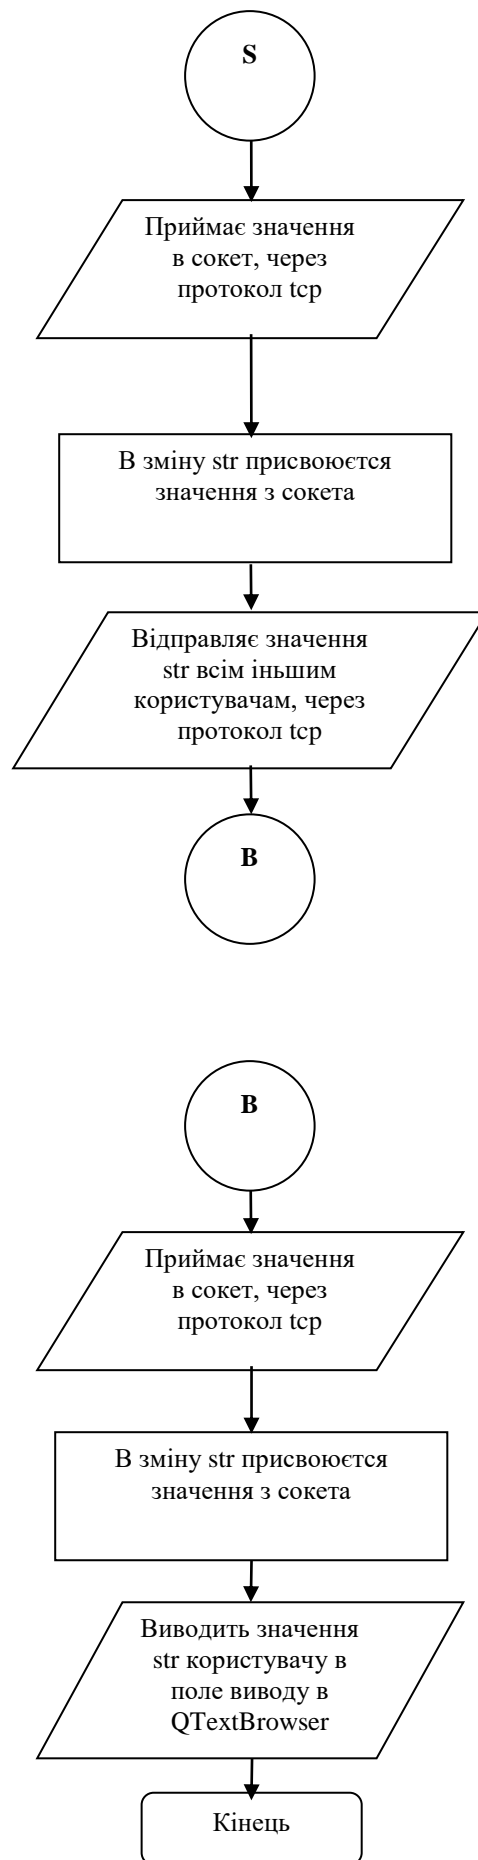 S
Приймає значення
в сокет, через
протокол tcp
В зміну str присвоюєтся
значення з сокета
Відправляє значення
str всім іньшим
користувачам, через
протокол tcp
B
B
Приймає значення
в сокет, через
протокол tcp
В зміну str присвоюєтся
значення з сокета
Виводить значення
str користувачу в
поле виводу в
QTextBrowser
Кінець